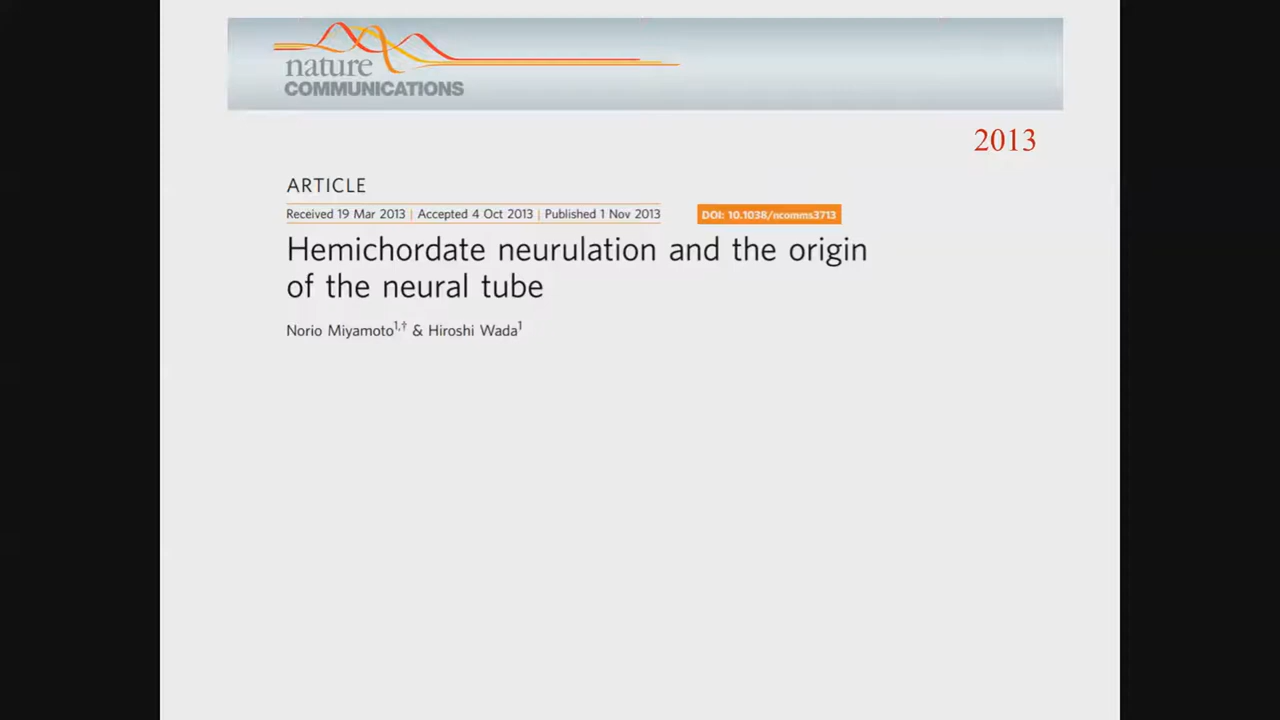 nature
COMMUNICATIONS
2013
ARTICLE
Received 19 Mar 2013 | Accepted 4 Oct 2013 | Published 1 Nov 2013
DOI: 10.1038/ncomms3713
Hemichordate neurulation and the origin
of the neural tube
Norio Miyamoto1,† & Hiroshi Wada1